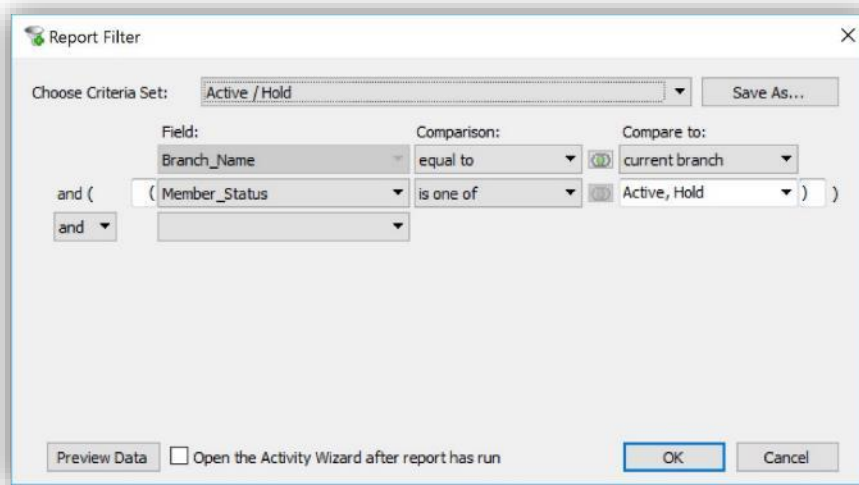 Report Filter
Choose Criteria Set: Active / Hold Save As...
Field: Comparison: Compare to:
Branch_Name equal to current branch
and ( ( Member_Status is one of Active, Hold ) )
and
Preview Data Open the Activity Wizard after report has run OK Cancel